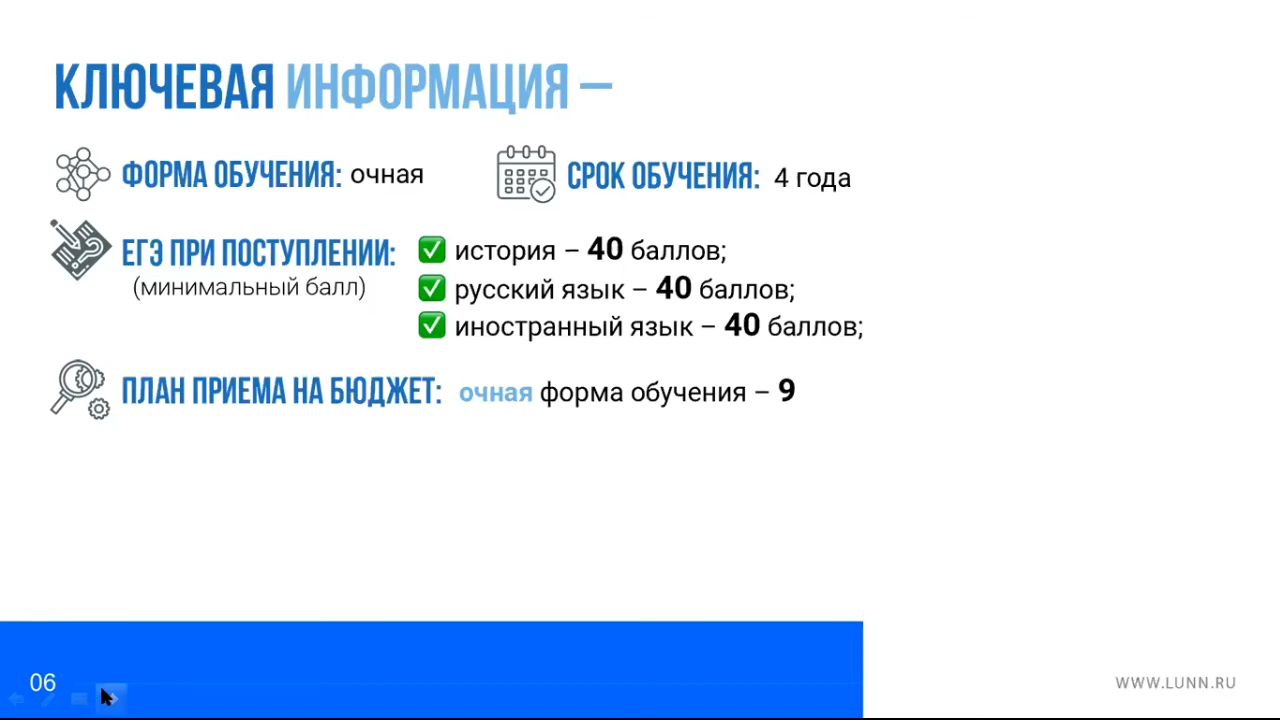 КЛЮЧЕВАЯ ИНФОРМАЦИЯ –
ФОРМА ОБУЧЕНИЯ: очная
СРОК ОБУЧЕНИЯ: 4 года
ЕГЭ ПРИ ПОСТУПЛЕНИИ:
(минимальный балл)
история – 40 баллов;
русский язык – 40 баллов;
иностранный язык – 40 баллов;
ПЛАН ПРИЕМА НА БЮДЖЕТ: очная форма обучения – 9
06
WWW.LUNN.RU